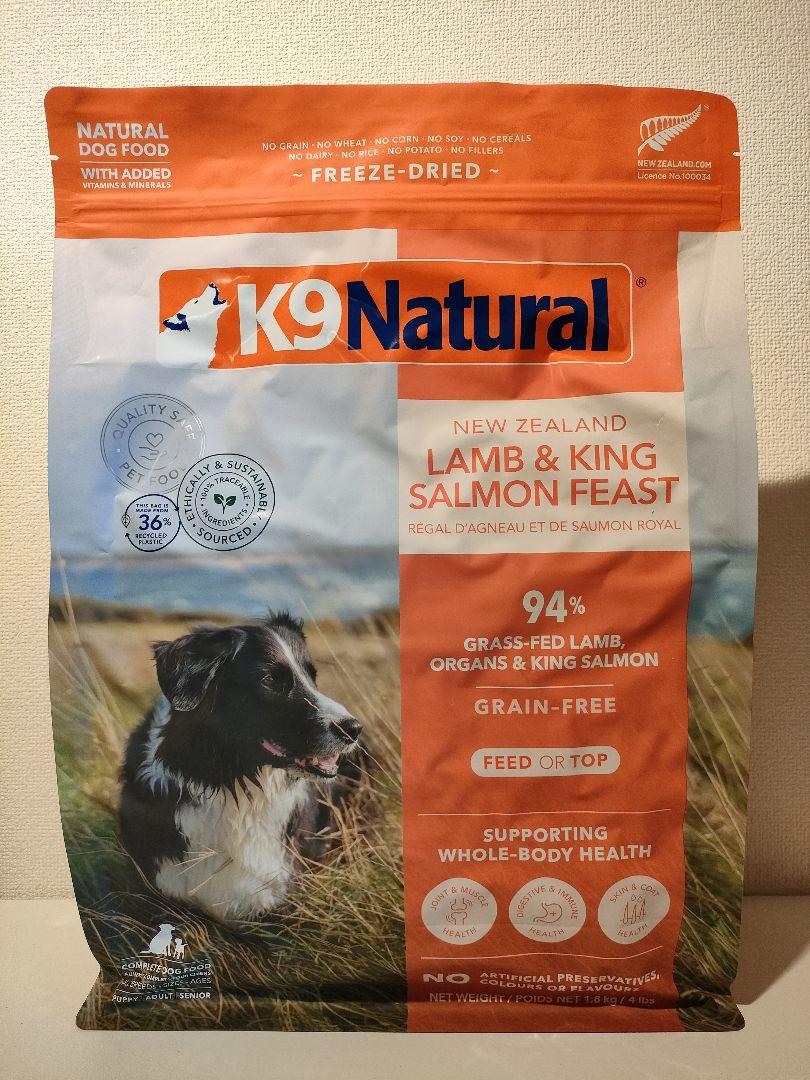 NATURAL
DOG FOOD
WITH ADDED
VITAMINS & MINERALS
NO GRAIN · NO WHEAT · NO CORN · NO SOY · NO CEREALS
NO DAIRY · NO RICE · NO POTATO · NO FILLERS
~ FREEZE-DRIED ~
NEWZEALAND.COM
Licence No.100034
K9Natural®
QUALITY SAFE
PET FOOD
ETHICALLY & SUSTAINABLY
100% TRACEABLE
INGREDIENTS
SOURCED
THIS BAG IS
MADE FROM
36%
RECYCLED
PLASTIC
NEW ZEALAND
LAMB & KING
SALMON FEAST
RÉGAL D'AGNEAU ET DE SAUMON ROYAL
94%
GRASS-FED LAMB,
ORGANS & KING SALMON
GRAIN-FREE
FEED OR TOP
SUPPORTING
WHOLE-BODY HEALTH
JOINT & MUSCLE
HEALTH
DIGESTIVE & IMMUNE
HEALTH
SKIN & COAT
HEALTH
COMPLETE DOG FOOD
ALL BREEDS · SIZES · AGES
PUPPY | ADULT | SENIOR
NO ARTIFICIAL PRESERVATIVES,
COLOURS OR FLAVOURS
NET WEIGHT / POIDS NET 1.8 kg / 4 lbs